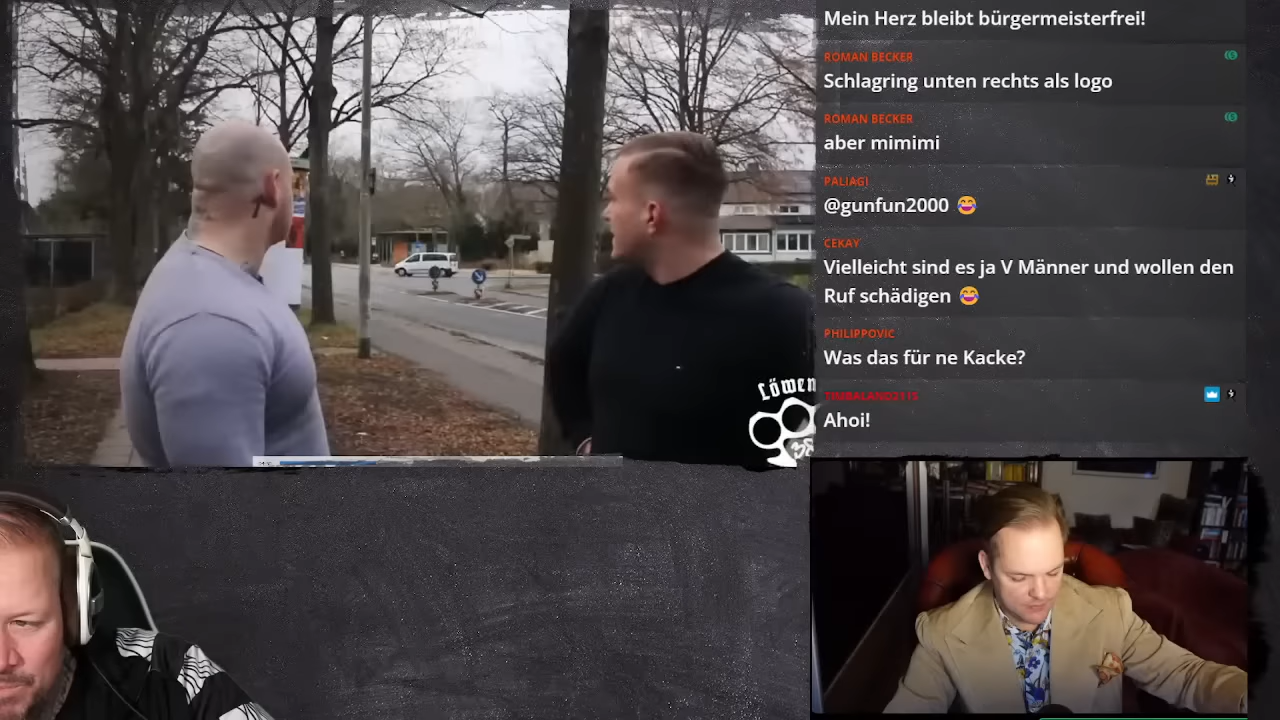 Mein Herz bleibt bürgermeisterfrei!
ROMAN BECKER
Schlagring unten rechts als logo
ROMAN BECKER
aber mimimi
PALIAGI
@gunfun2000 😂
CEKAY
Vielleicht sind es ja V Männer und wollen den
Ruf schädigen 😂
PHILIPPOVIC
Was das für ne Kacke?
TIMBALAND2115
Ahoi!
Löwen